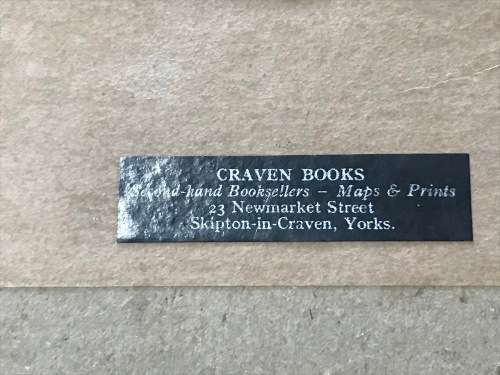 CRAVEN BOOKS
Second-hand Booksellers – Maps & Prints
23 Newmarket Street
Skipton-in-Craven, Yorks.